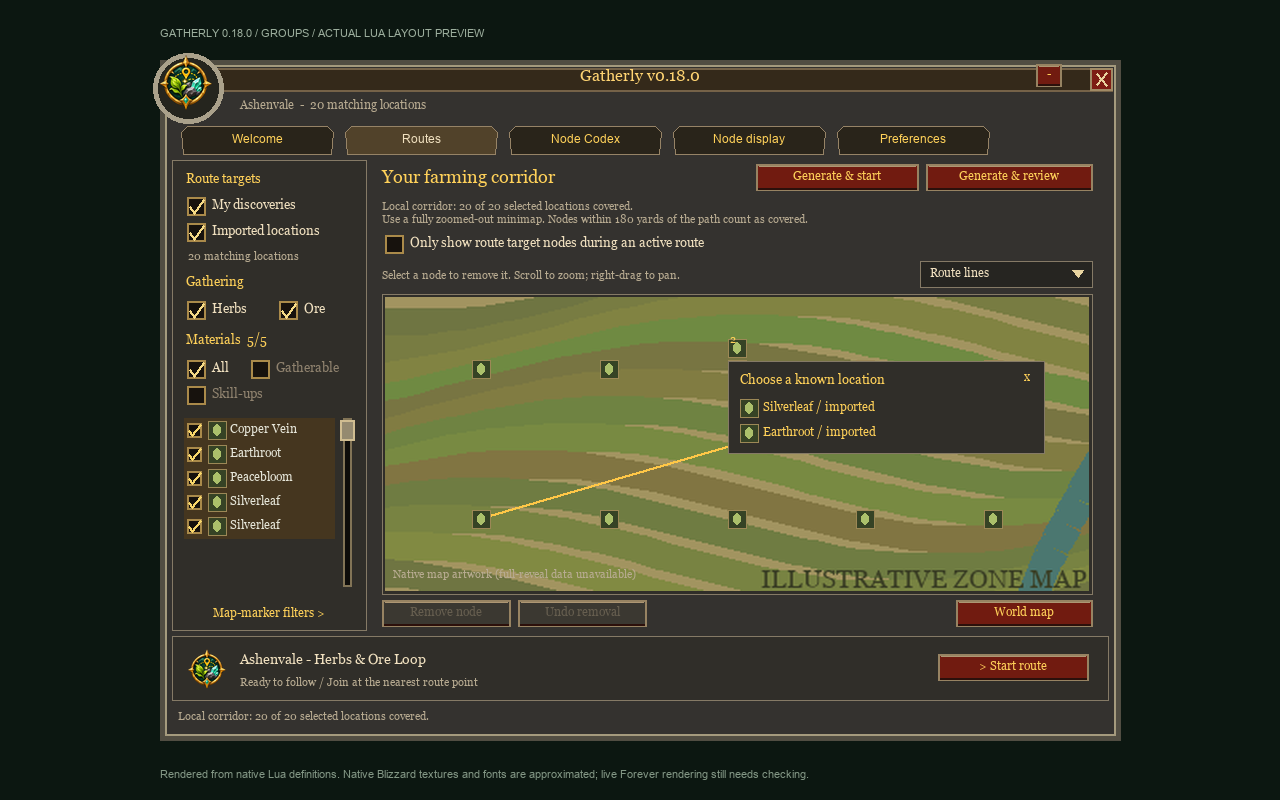 GATHERLY 0.18.0 / GROUPS / ACTUAL LUA LAYOUT PREVIEW
Gatherly v0.18.0
-
X
Ashenvale - 20 matching locations
Welcome
Routes
Node Codex
Node display
Preferences
Route targets
My discoveries
Imported locations
20 matching locations
Gathering
Herbs
Ore
Materials 5/5
All
Gatherable
Skill-ups
Copper Vein
Earthroot
Peacebloom
Silverleaf
Silverleaf
Map-marker filters >
Your farming corridor
Generate & start
Generate & review
Local corridor: 20 of 20 selected locations covered.
Use a fully zoomed-out minimap. Nodes within 180 yards of the path count as covered.
Only show route target nodes during an active route
Select a node to remove it. Scroll to zoom; right-drag to pan.
Route lines
Choose a known location
x
Silverleaf / imported
Earthroot / imported
Native map artwork (full-reveal data unavailable)
ILLUSTRATIVE ZONE MAP
Remove node
Undo removal
World map
Ashenvale - Herbs & Ore Loop
Ready to follow / Join at the nearest route point
> Start route
Local corridor: 20 of 20 selected locations covered.
Rendered from native Lua definitions. Native Blizzard textures and fonts are approximated; live Forever rendering still needs checking.